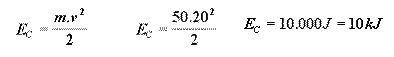 E_C = m.v²/2   E_C = 50.20²/2   E_C = 10.000J = 10kJ